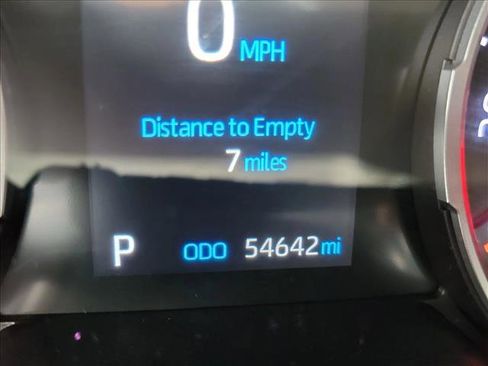 0 MPH
Distance to Empty
7 miles
P ODO 54642 mi